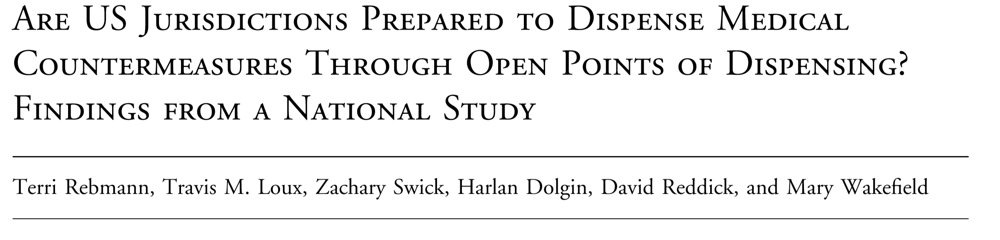 Are US Jurisdictions Prepared to Dispense Medical
Countermeasures Through Open Points of Dispensing?
Findings from a National Study
Terri Rebmann, Travis M. Loux, Zachary Swick, Harlan Dolgin, David Reddick, and Mary Wakefield